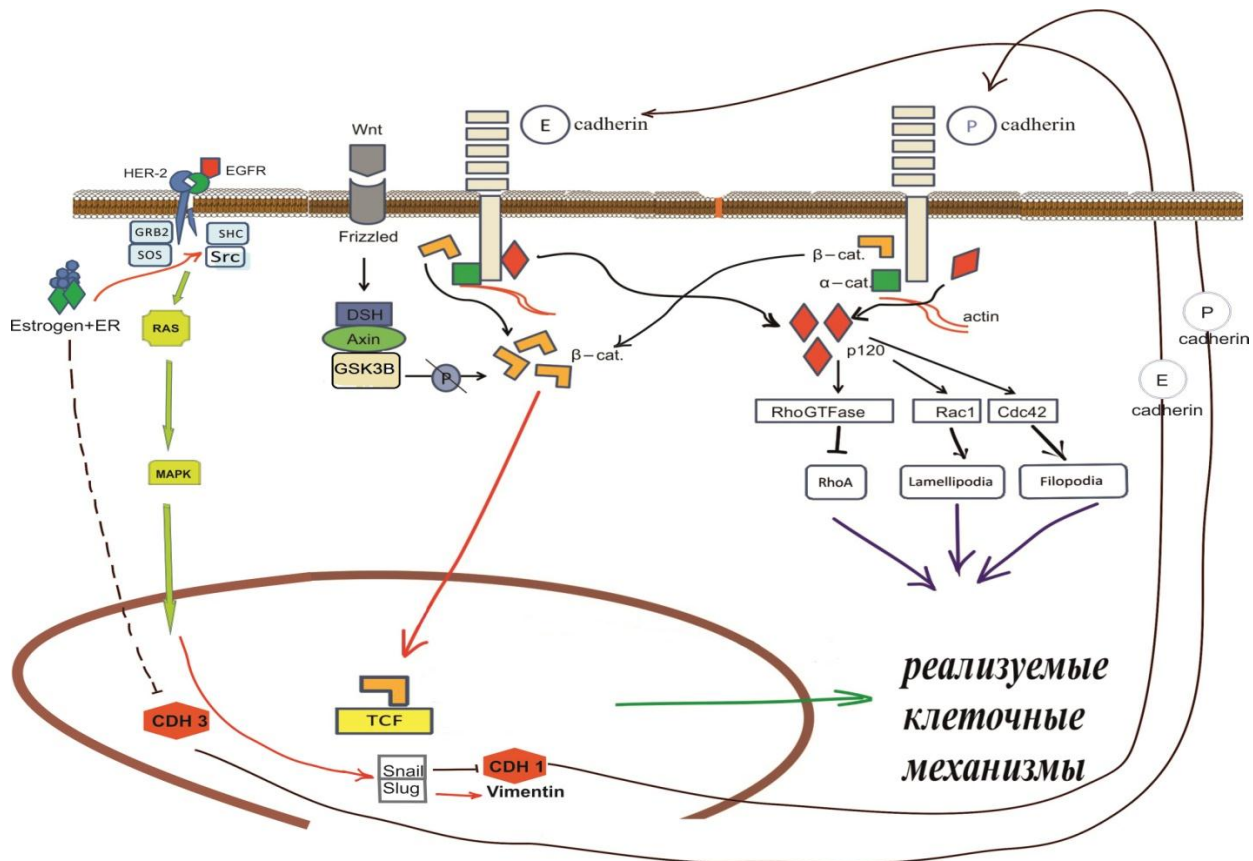 E
cadherin
P
cadherin
Wnt
HER-2
EGFR
GRB2
SHC
SOS
Src
Frizzled
β-cat.
α-cat.
actin
Estrogen+ER
RAS
DSH
Axin
GSK3B
P
β-cat.
p120
P
cadherin
E
cadherin
RhoGTFase
Rac1
Cdc42
MAPK
RhoA
Lamellipodia
Filopodia
реализуемые
клеточные
механизмы
CDH 3
TCF
Snail
Slug
CDH 1
Vimentin